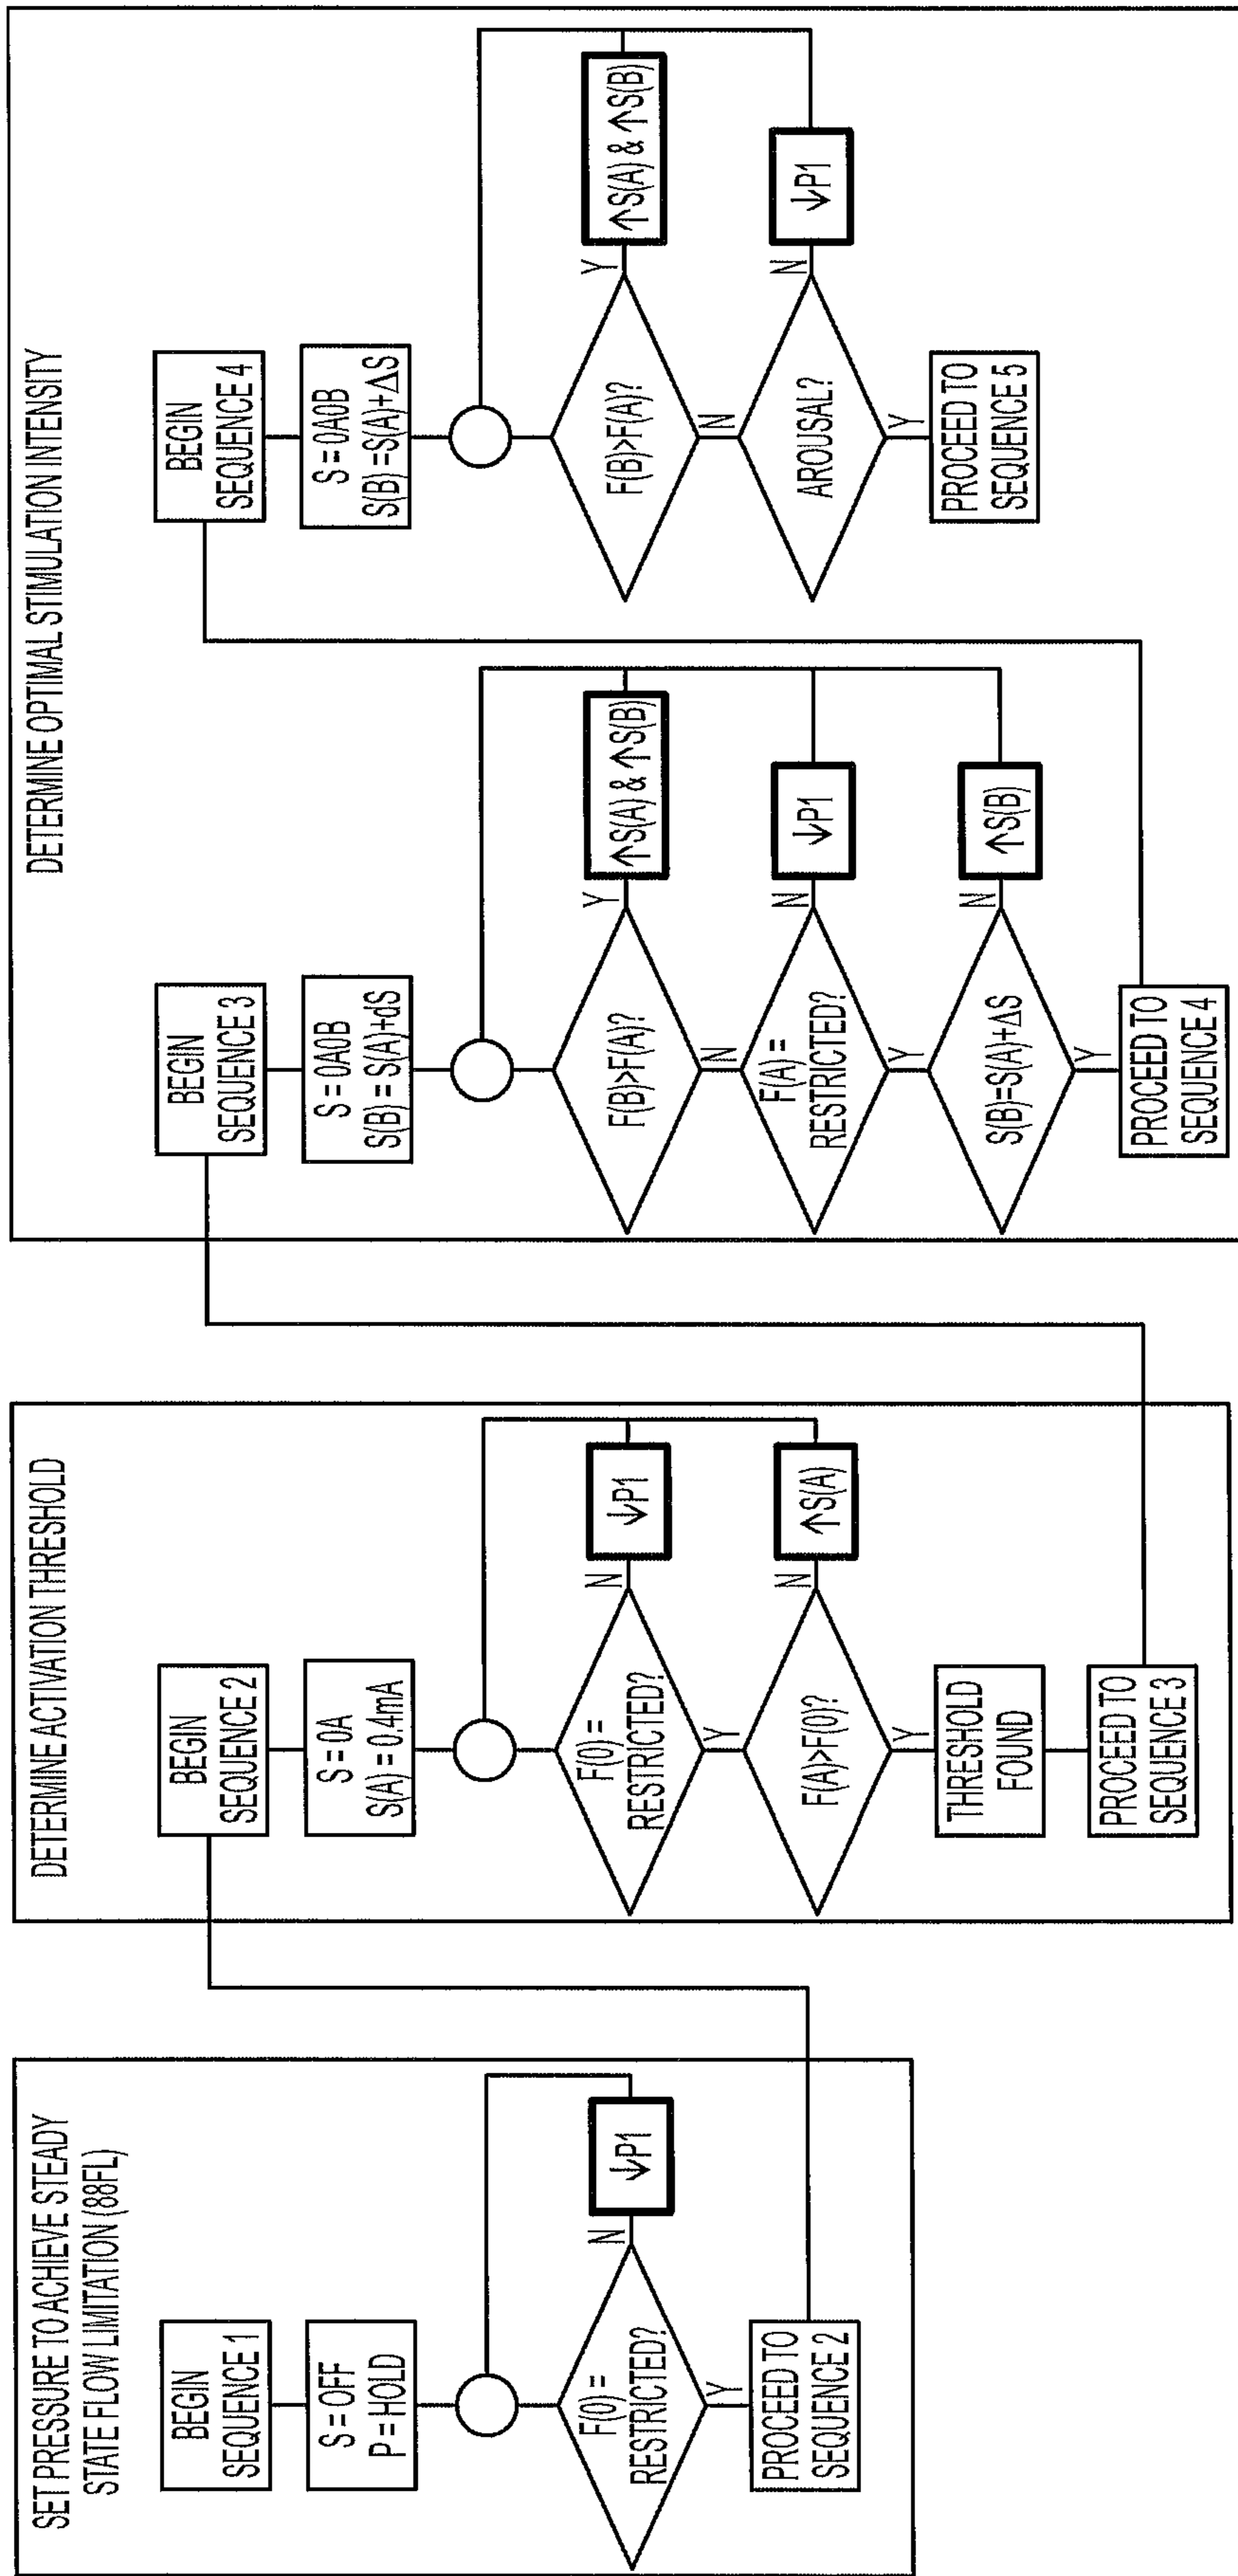 SET PRESSURE TO ACHIEVE STEADY
STATE FLOW LIMITATION (88FL)
BEGIN
SEQUENCE 1
S = OFF
P = HOLD
F(0) =
RESTRICTED?
N
↓P1
Y
PROCEED TO
SEQUENCE 2
DETERMINE ACTIVATION THRESHOLD
BEGIN
SEQUENCE 2
S = 0A
S(A) = 0.4mA
F(0) =
RESTRICTED?
N
↓P1
Y
F(A)>F(0)?
N
↑S(A)
Y
THRESHOLD
FOUND
PROCEED TO
SEQUENCE 3
DETERMINE OPTIMAL STIMULATION INTENSITY
BEGIN
SEQUENCE 3
S = 0A0B
S(B) = S(A)+dS
F(B)>F(A)?
Y
↑S(A) & ↑S(B)
N
F(A) =
RESTRICTED?
N
↓P1
Y
S(B)=S(A)+ΔS
N
↑S(B)
Y
PROCEED TO
SEQUENCE 4
BEGIN
SEQUENCE 4
S = 0A0B
S(B) =S(A)+ΔS
F(B)>F(A)?
Y
↑S(A) & ↑S(B)
N
AROUSAL?
N
↓P1
Y
PROCEED TO
SEQUENCE 5